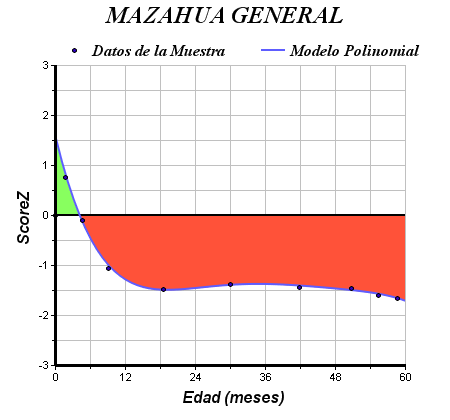 MAZAHUA GENERAL
Datos de la Muestra
Modelo Polinomial
3
2
1
0
-1
-2
-3
ScoreZ
0 12 24 36 48 60
Edad (meses)